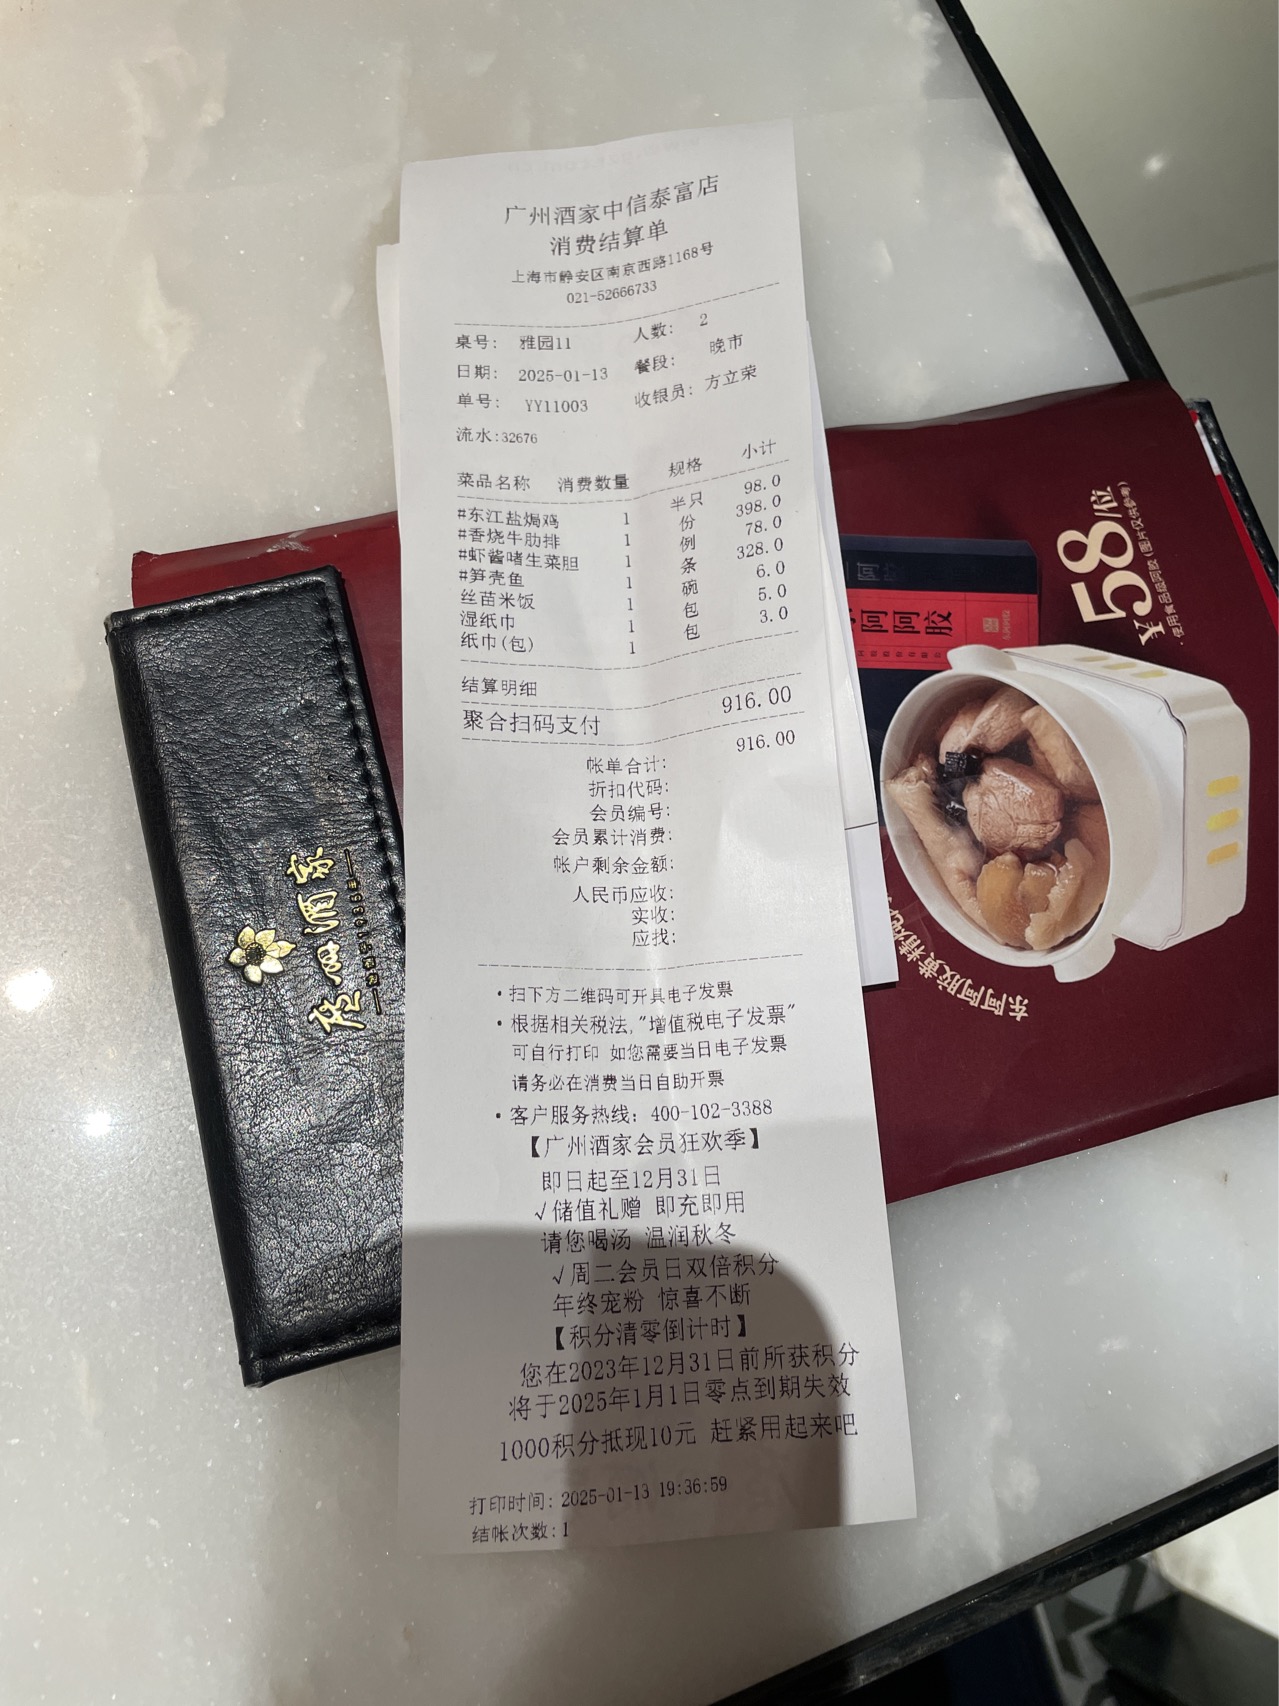 广州酒家中信泰富店
消费结算单
上海市静安区南京西路1168号
021-52666733
桌号: 雅园11 人数: 2
日期: 2025-01-13 餐段: 晚市
单号: YY11003 收银员: 方立荣
流水:32676
菜品名称 消费数量 规格 小计
#东江盐焗鸡 1 半只 98.0
#香烧牛肋排 1 份 398.0
#虾酱啫生菜胆 1 例 78.0
#笋壳鱼 1 条 328.0
丝苗米饭 1 碗 6.0
湿纸巾 1 包 5.0
纸巾(包) 1 包 3.0
结算明细
聚合扫码支付 916.00
帐单合计: 916.00
折扣代码:
会员编号:
会员累计消费:
帐户剩余金额:
人民币应收:
实收:
应找:
·扫下方二维码可开具电子发票
·根据相关税法,"增值税电子发票"
可自行打印 如您需要当日电子发票
请务必在消费当日自助开票
·客户服务热线: 400-102-3388
【广州酒家会员狂欢季】
即日起至12月31日
√储值礼赠 即充即用
请您喝汤 温润秋冬
√周二会员日双倍积分
年终宠粉 惊喜不断
【积分清零倒计时】
您在2023年12月31日前所获积分
将于2025年1月1日零点到期失效
1000积分抵现10元 赶紧用起来吧
打印时间: 2025-01-13 19:36:59
结帐次数:1
广州酒家
¥58/位
(图片仅供参考)
阿阿胶
东阿阿胶黄精